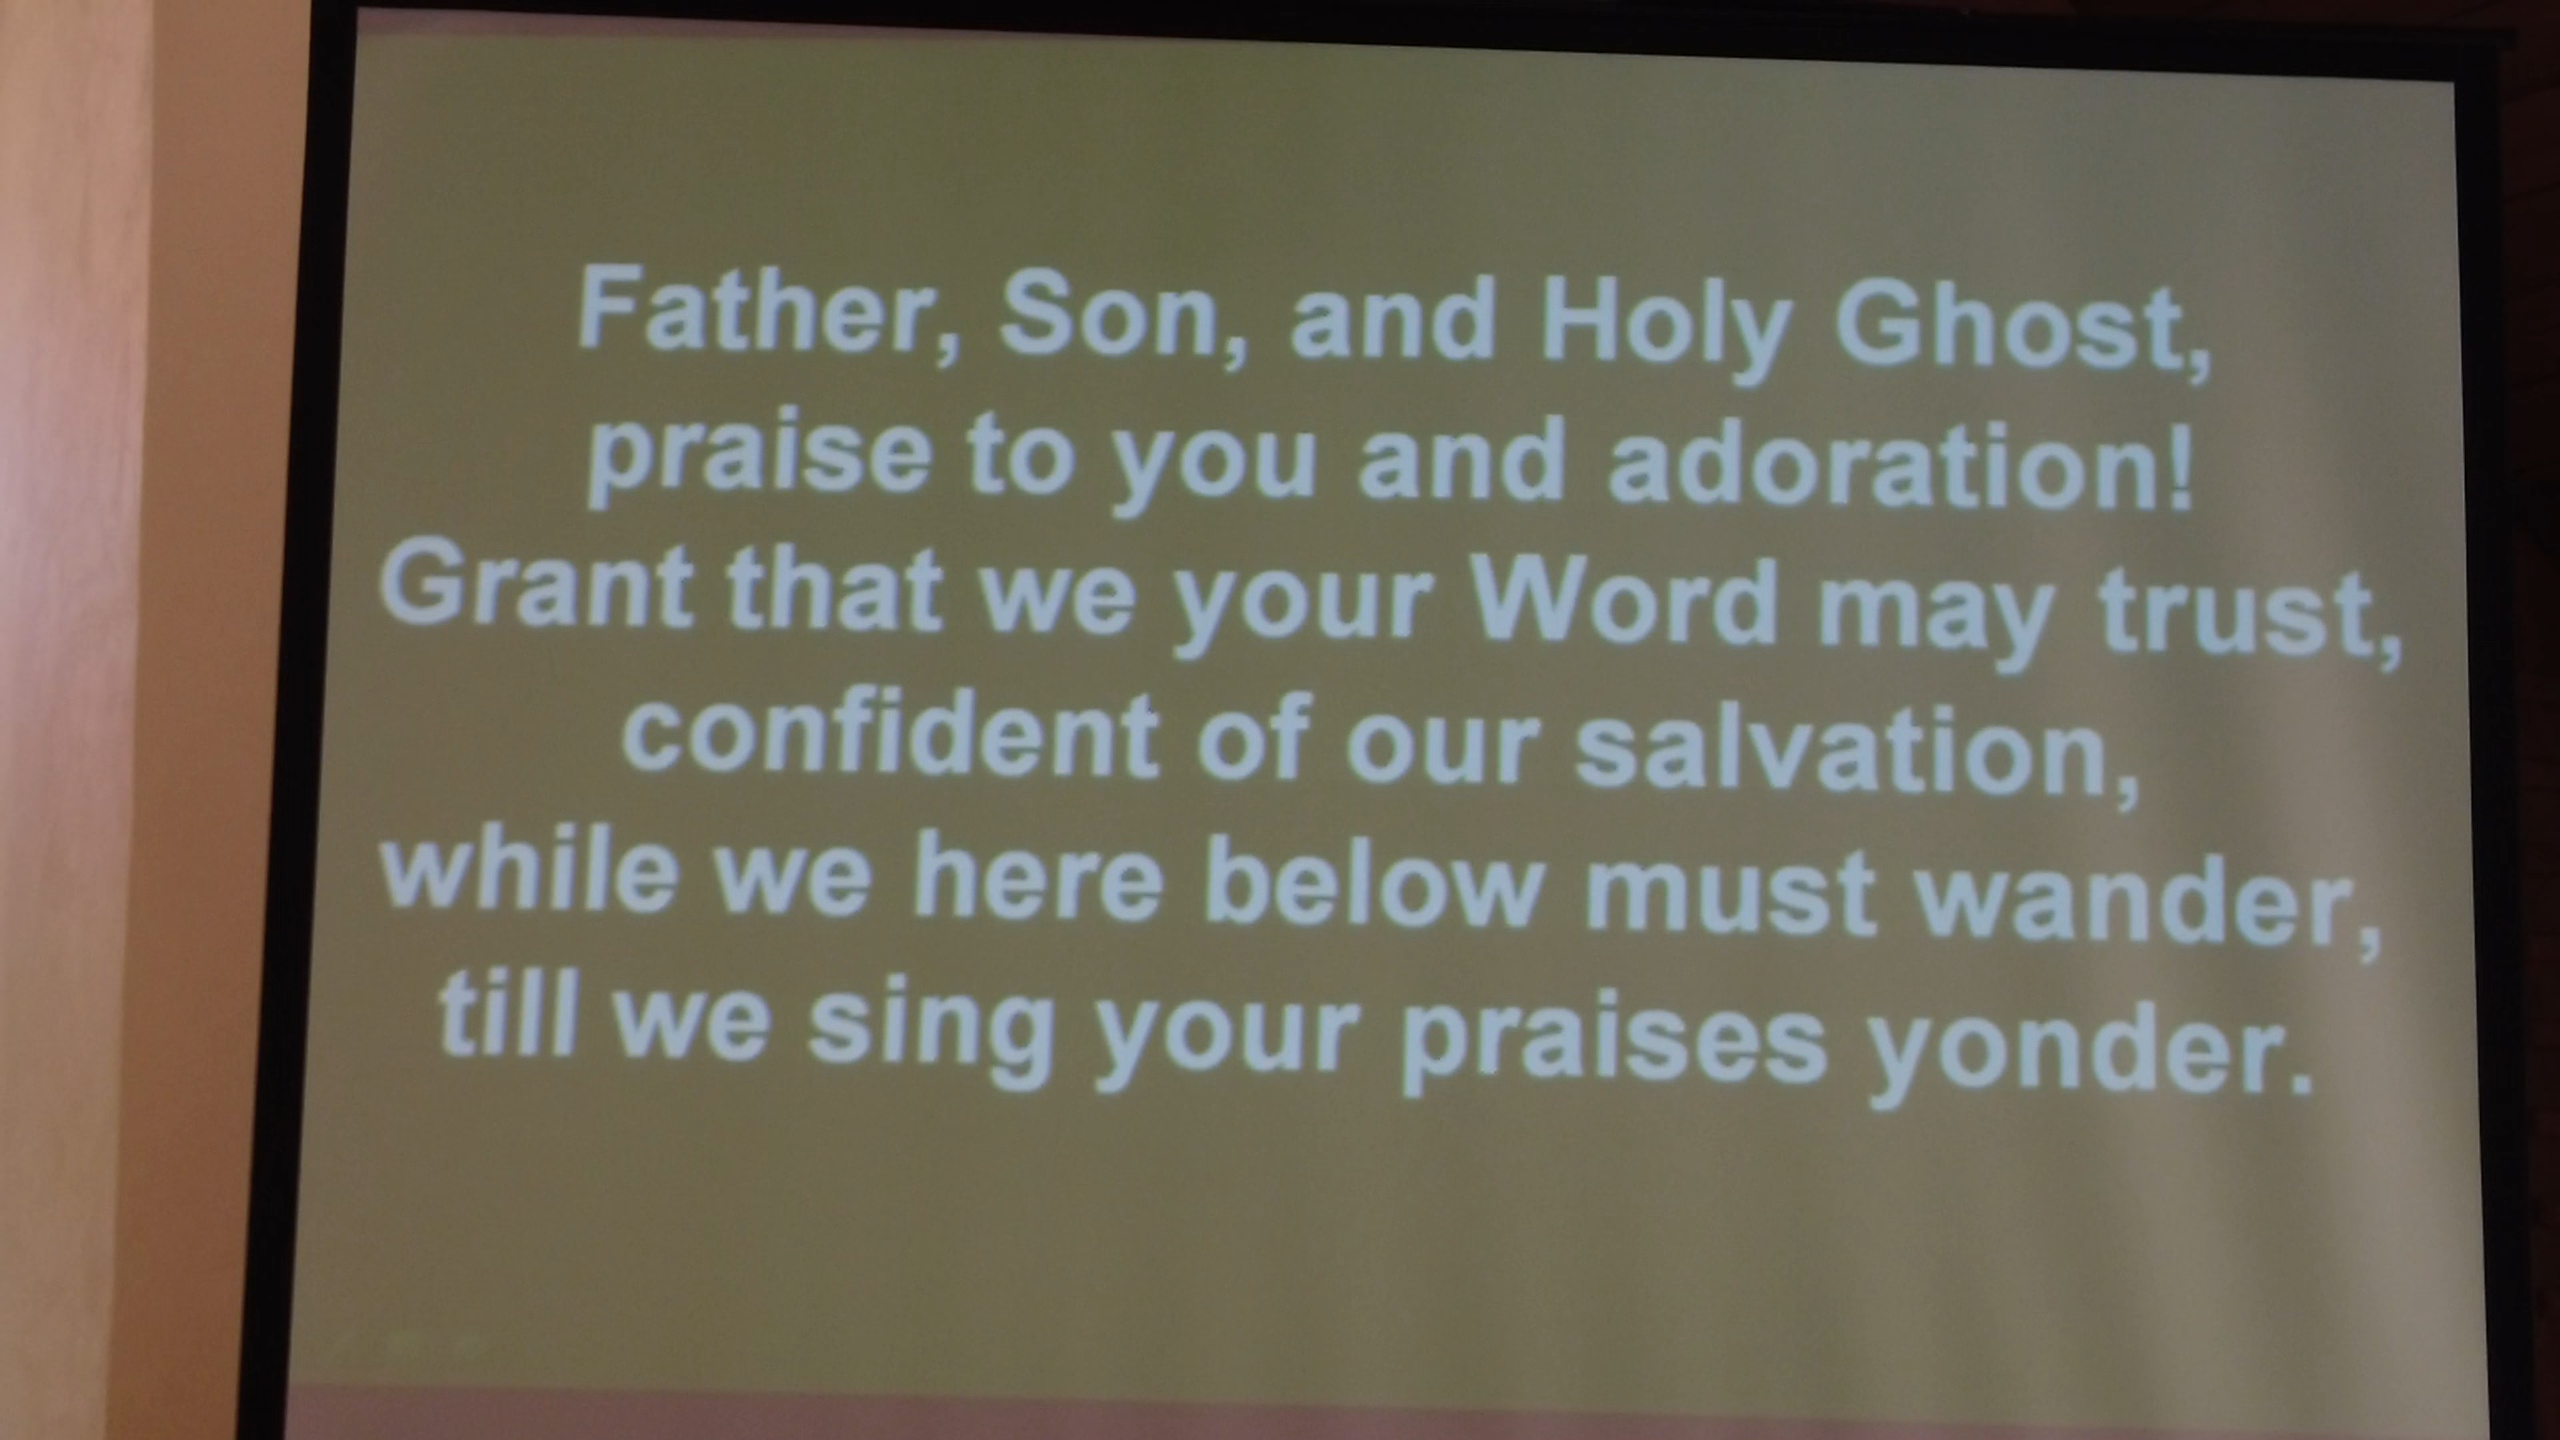 Father, Son, and Holy Ghost,
praise to you and adoration!
Grant that we your Word may trust,
confident of our salvation,
while we here below must wander,
till we sing your praises yonder.